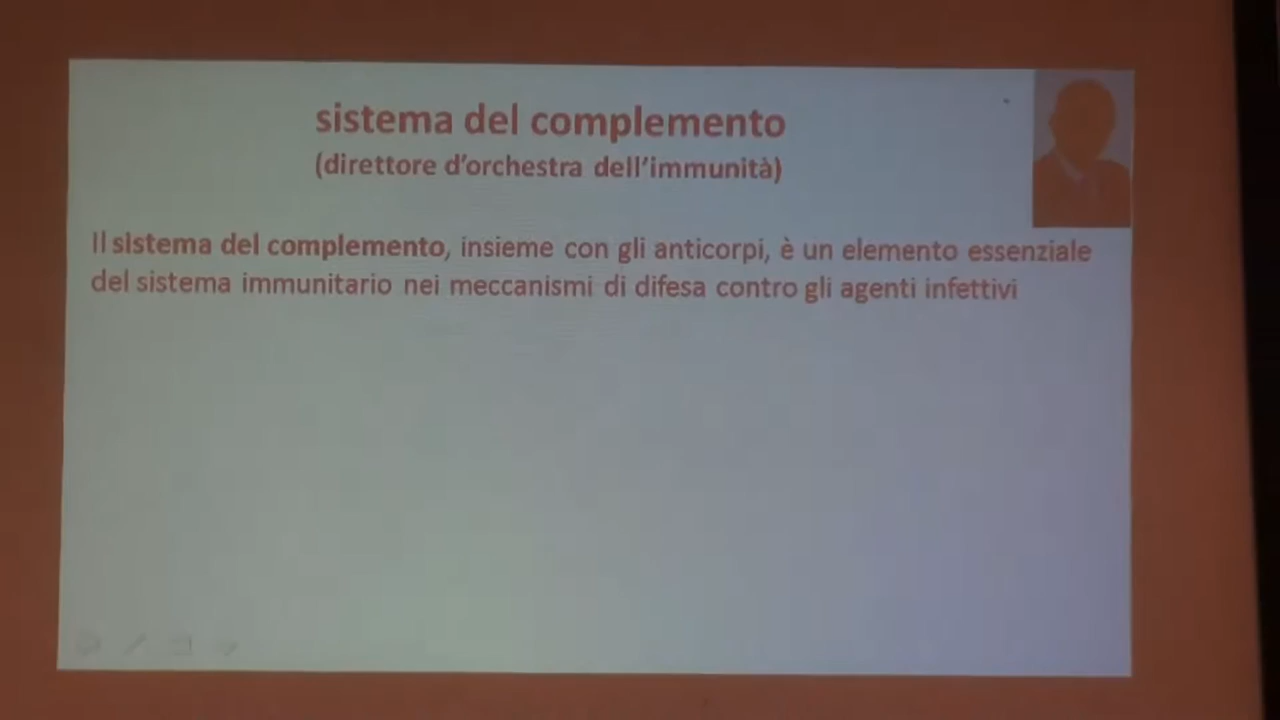 sistema del complemento
(direttore d'orchestra dell'immunità)
Il sistema del complemento, insieme con gli anticorpi, è un elemento essenziale
del sistema immunitario nei meccanismi di difesa contro gli agenti infettivi